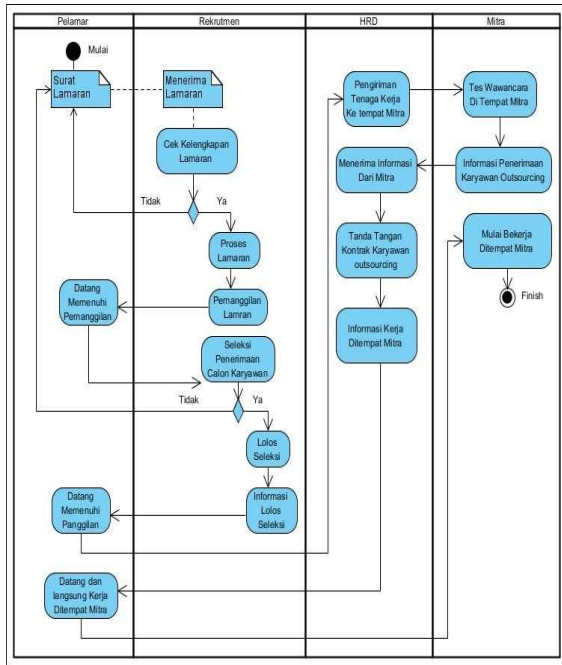 Pelamar
Rekrutmen
HRD
Mitra
Mulai
Surat
Lamaran
Menerima
Lamaran
Cek Kelengkapan
Lamaran
Tidak
Ya
Proses
Lamaran
Pemanggilan
Lamran
Datang
Memenuhi
Pemanggilan
Seleksi
Penerimaan
Calon Karyawan
Tidak
Ya
Lolos
Seleksi
Informasi
Lolos
Seleksi
Datang
Memenuhi
Panggilan
Pengiriman
Tenaga Kerja
Ke tempat Mitra
Tes Wawancara
Di Tempat Mitra
Informasi Penerimaan
Karyawan Outsourcing
Menerima Informasi
Dari Mitra
Tanda Tangan
Kontrak Karyawan
outsourcing
Informasi Kerja
Ditempat Mitra
Datang dan
langsung Kerja
Ditempat Mitra
Mulai Bekerja
Ditempat Mitra
Finish